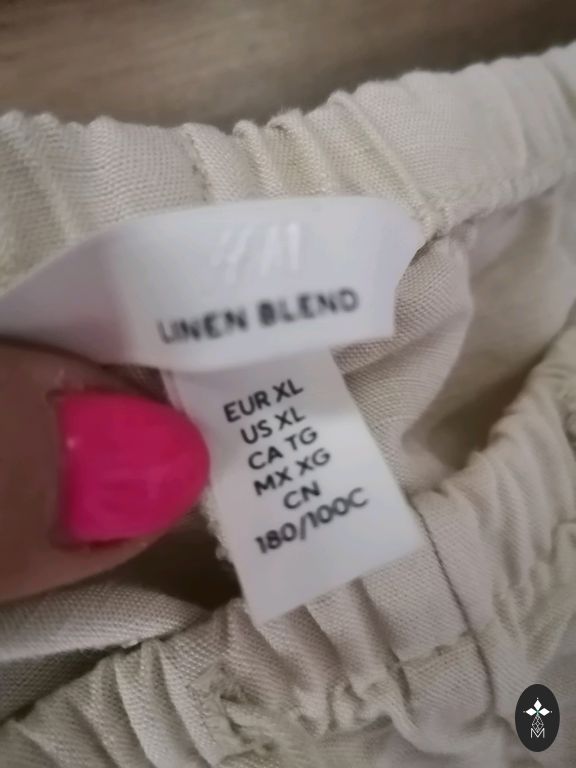 H&M
LINEN BLEND
EUR XL
US XL
CA TG
MX XG
CN
180/100C
M